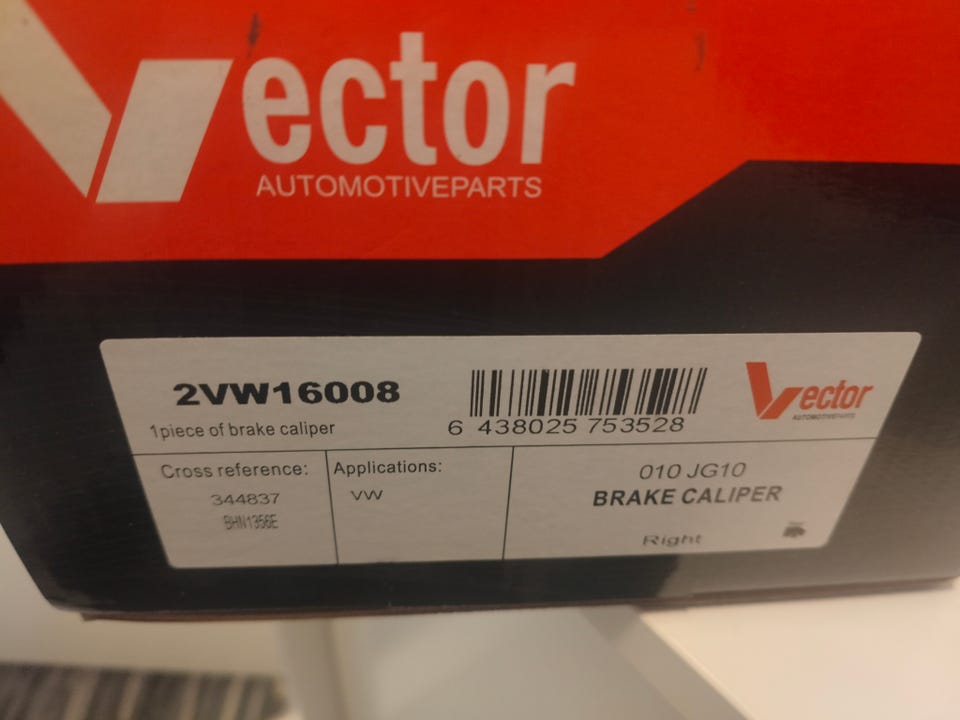 Vector
AUTOMOTIVEPARTS
2VW16008
1piece of brake caliper
6 438025 753528
Vector
AUTOMOTIVEPARTS
Cross reference:
344837
BHN1356E
Applications:
VW
010 JG10
BRAKE CALIPER
Right